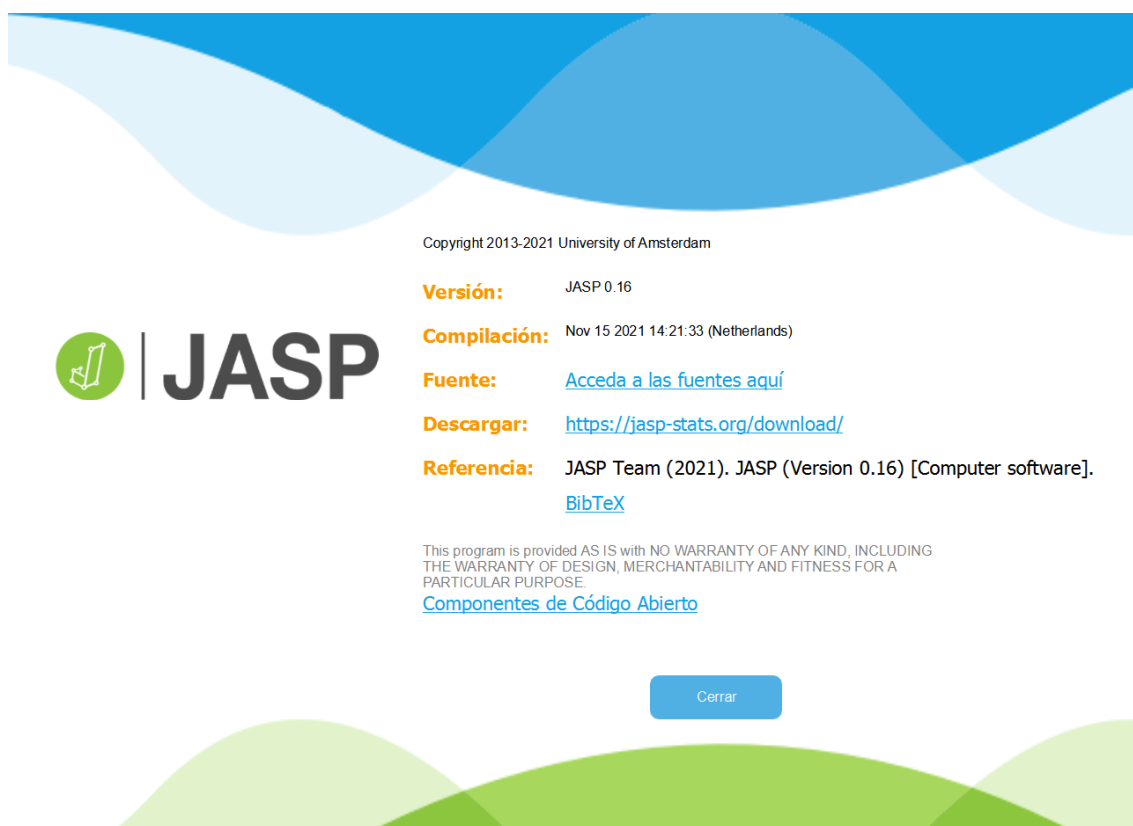 Copyright 2013-2021 University of Amsterdam
Versión: JASP 0.16
Compilación: Nov 15 2021 14:21:33 (Netherlands)
JASP
Fuente: Acceda a las fuentes aquí
Descargar: https://jasp-stats.org/download/
Referencia: JASP Team (2021). JASP (Version 0.16) [Computer software].
BibTeX
This program is provided AS IS with NO WARRANTY OF ANY KIND, INCLUDING
THE WARRANTY OF DESIGN, MERCHANTABILITY AND FITNESS FOR A
PARTICULAR PURPOSE.
Componentes de Código Abierto
Cerrar